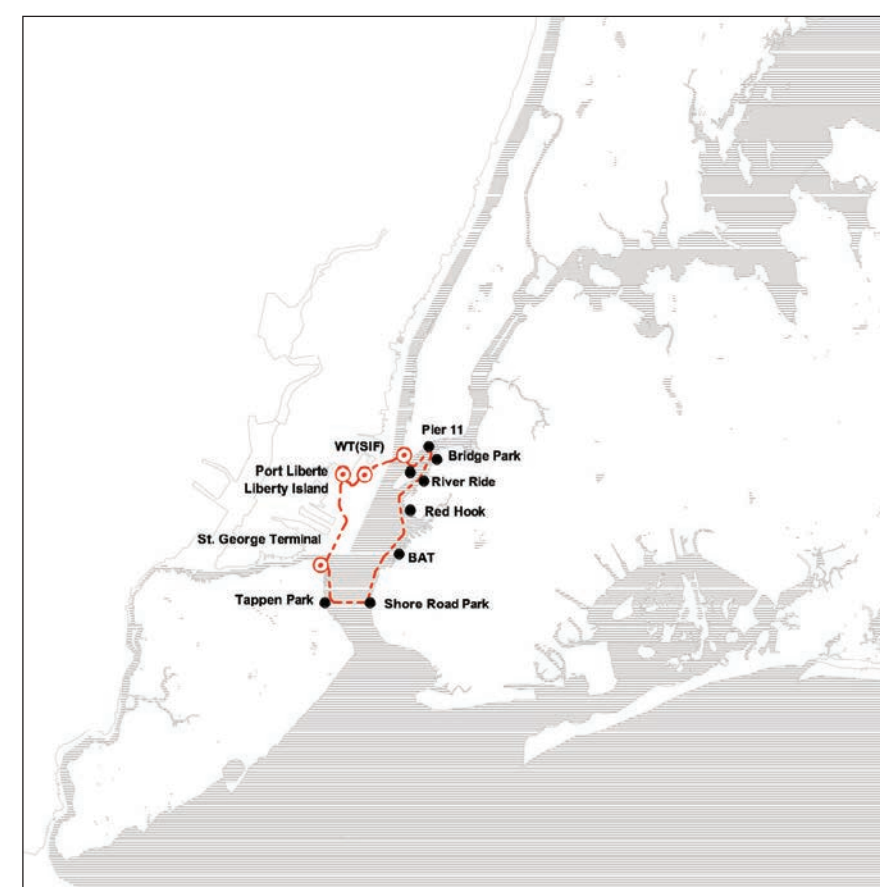 Pier 11
WT(SIF)
Bridge Park
Port Liberte
Liberty Island
River Ride
Red Hook
St. George Terminal
BAT
Tappen Park
Shore Road Park